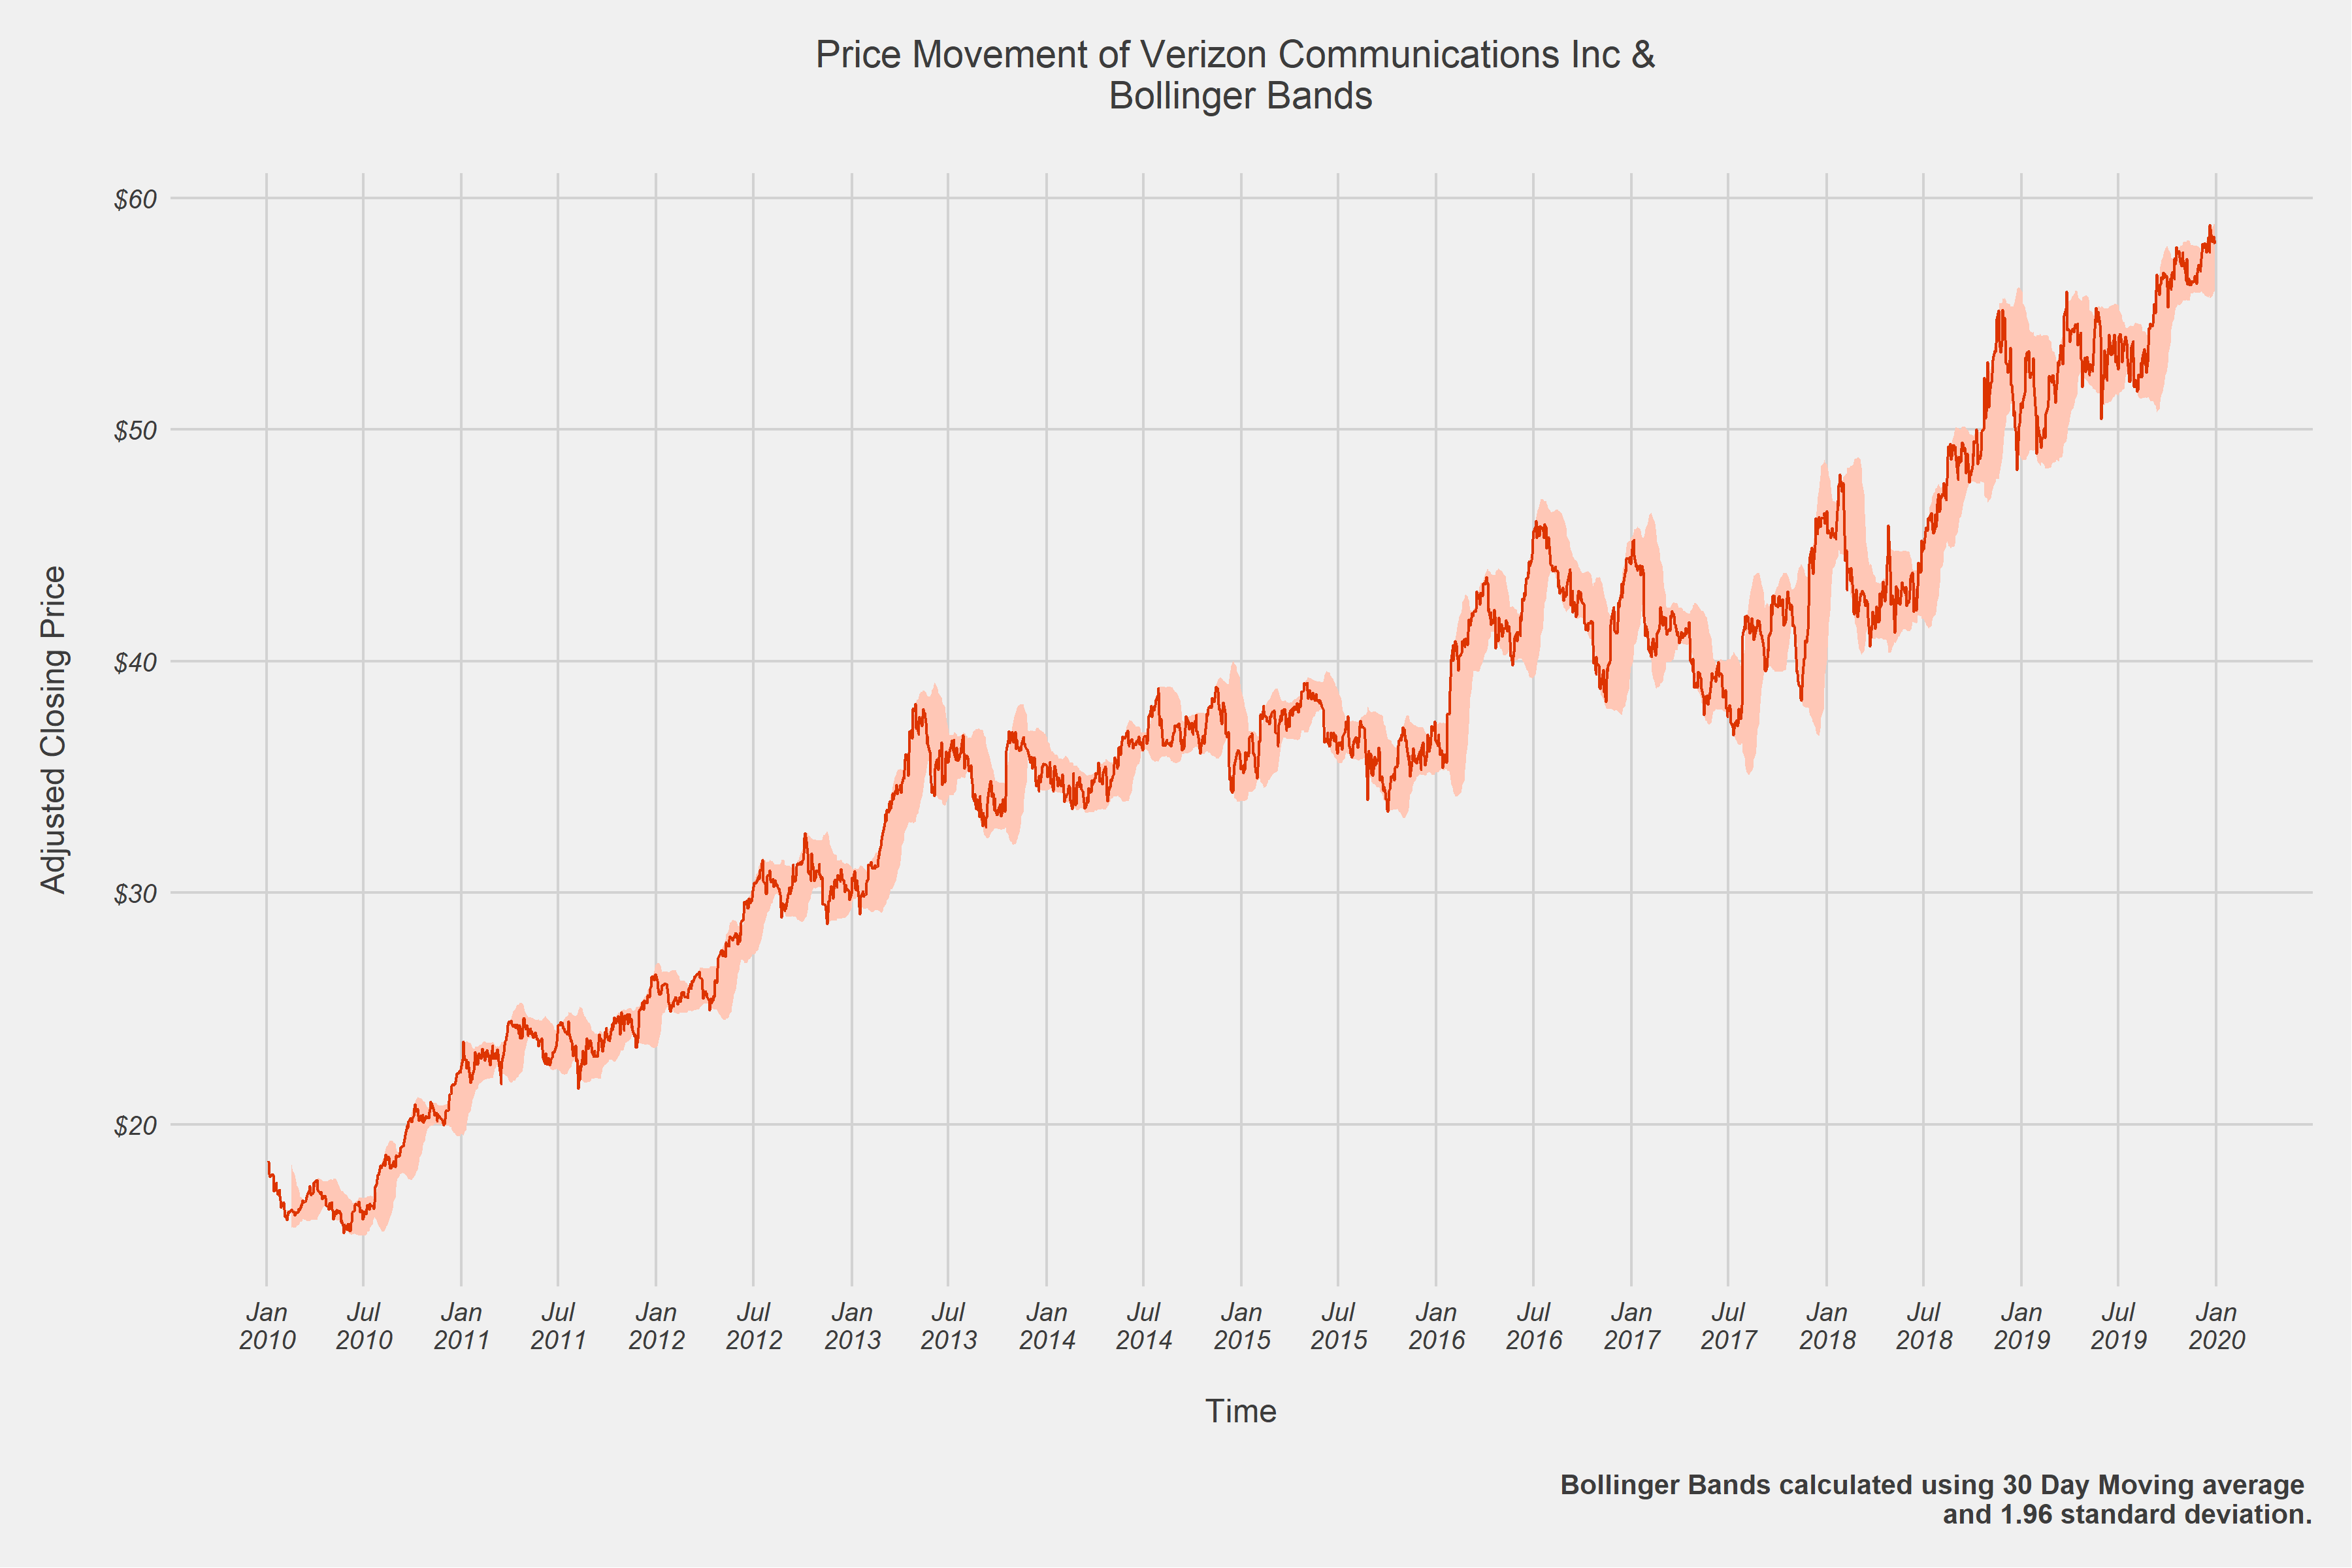 Price Movement of Verizon Communications Inc &
Bollinger Bands
$60
$50
$40
$30
$20
Adjusted Closing Price
Jan Jul Jan Jul Jan Jul Jan Jul Jan Jul Jan Jul Jan Jul Jan Jul Jan Jul Jan Jul Jan
2010 2010 2011 2011 2012 2012 2013 2013 2014 2014 2015 2015 2016 2016 2017 2017 2018 2018 2019 2019 2020
Time
Bollinger Bands calculated using 30 Day Moving average
and 1.96 standard deviation.